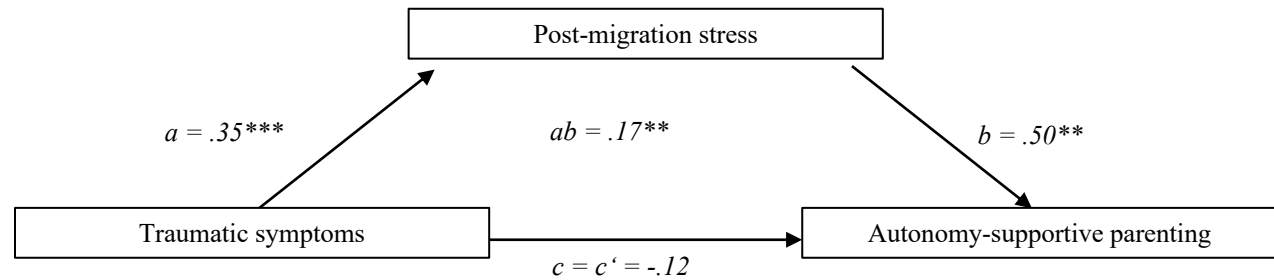 Post-migration stress
a = .35***
ab = .17**
b = .50**
Traumatic symptoms
Autonomy-supportive parenting
c = c‘ = -.12